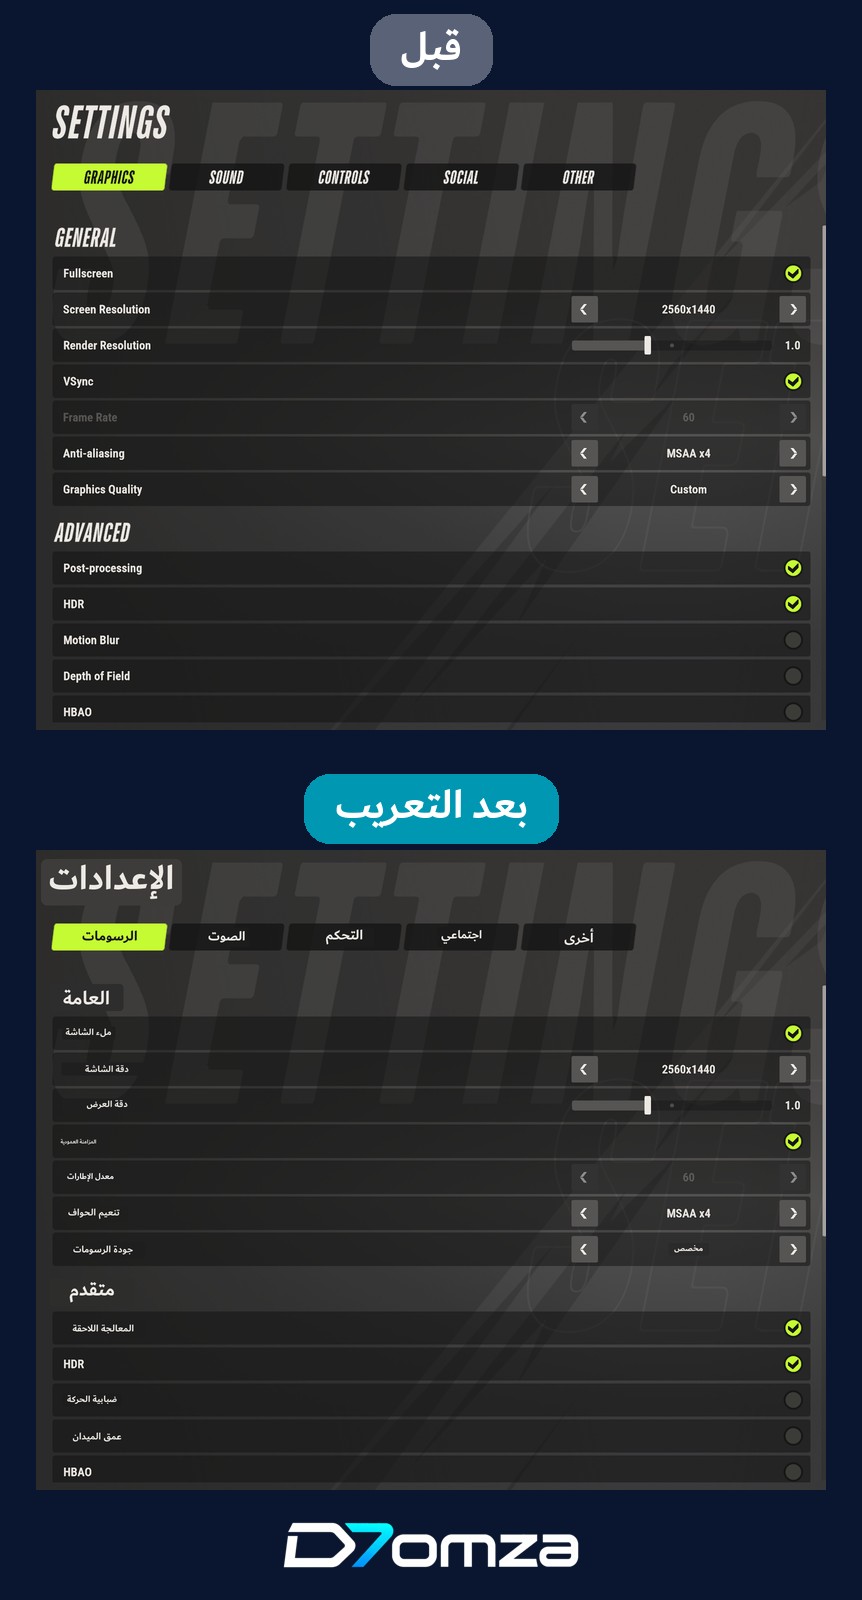 قبل
SETTINGS
GRAPHICS SOUND CONTROLS SOCIAL OTHER
GENERAL
Fullscreen
Screen Resolution 2560x1440
Render Resolution 1.0
VSync
Frame Rate 60
Anti-aliasing MSAA x4
Graphics Quality Custom
ADVANCED
Post-processing
HDR
Motion Blur
Depth of Field
HBAO
بعد التعريب
الإعدادات
الرسومات الصوت التحكم اجتماعي أخرى
العامة
ملء الشاشة
دقة الشاشة 2560x1440
دقة العرض 1.0
المزامنة العمودية
معدل الإطارات 60
تنعيم الحواف MSAA x4
جودة الرسومات مخصص
متقدم
المعالجة اللاحقة
HDR
ضبابية الحركة
عمق الميدان
HBAO
D7omza